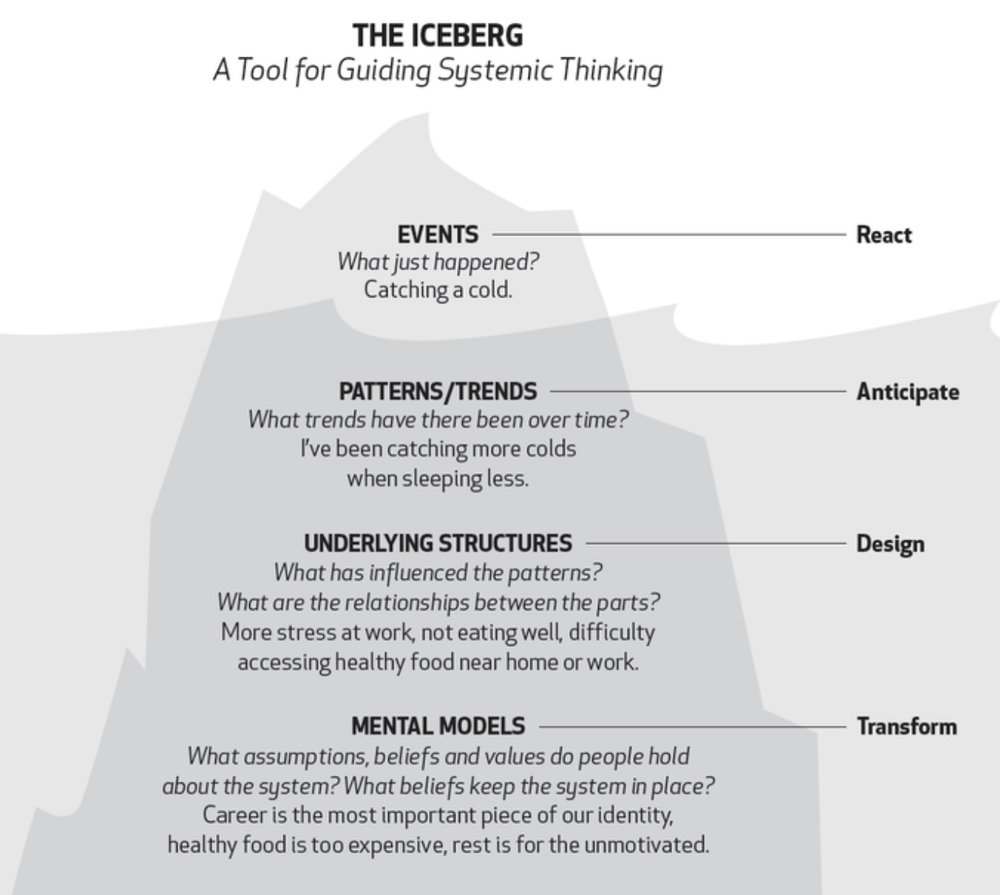 THE ICEBERG
A Tool for Guiding Systemic Thinking
EVENTS
React
What just happened?
Catching a cold.
PATTERNS/TRENDS
Anticipate
What trends have there been over time?
I've been catching more colds
when sleeping less.
UNDERLYING STRUCTURES
Design
What has influenced the patterns?
What are the relationships between the parts?
More stress at work, not eating well, difficulty
accessing healthy food near home or work.
MENTAL MODELS
Transform
What assumptions, beliefs and values do people hold
about the system? What beliefs keep the system in place?
Career is the most important piece of our identity,
healthy food is too expensive, rest is for the unmotivated.